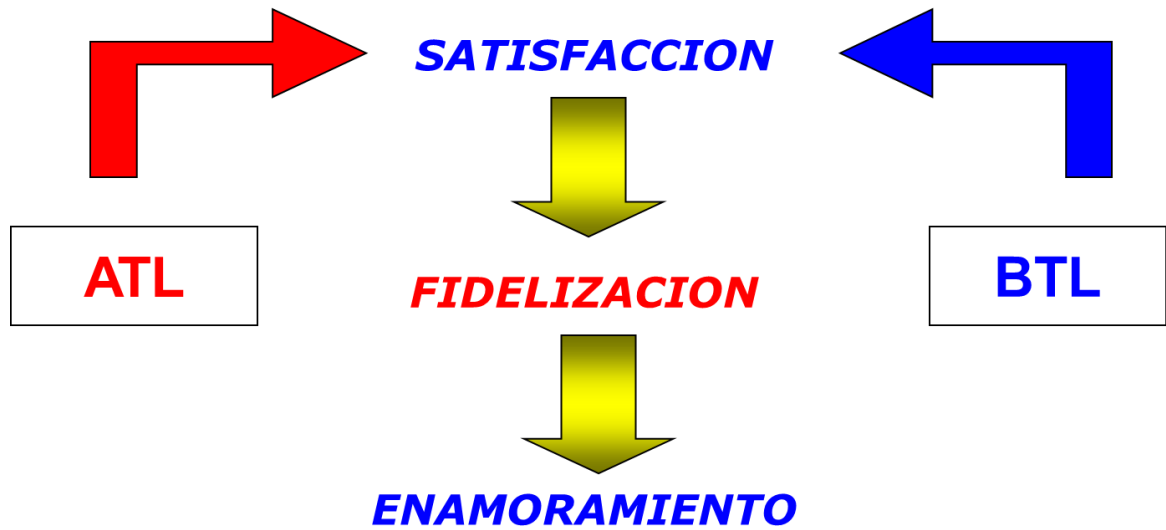 SATISFACCION
ATL
BTL
FIDELIZACION
ENAMORAMIENTO